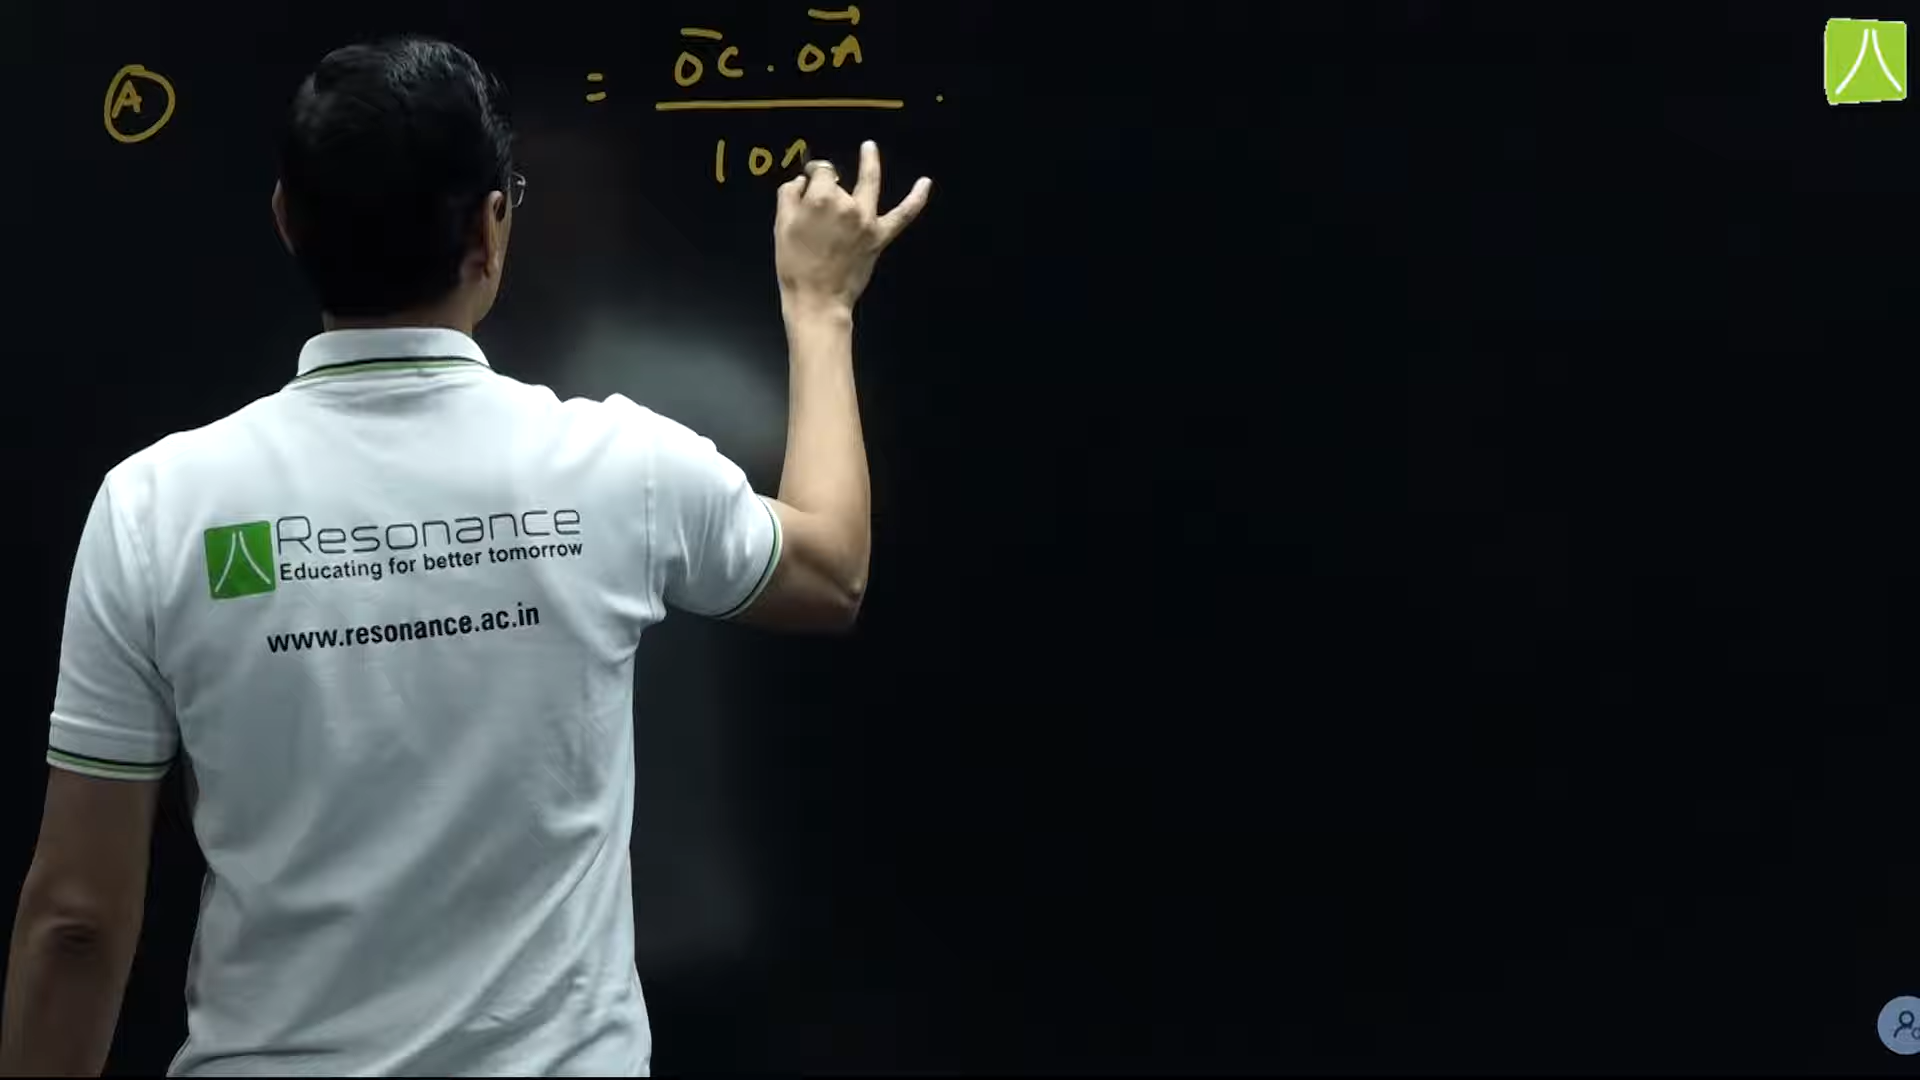 A = OC . OA .
| OA
Resonance
Educating for better tomorrow
www.resonance.ac.in